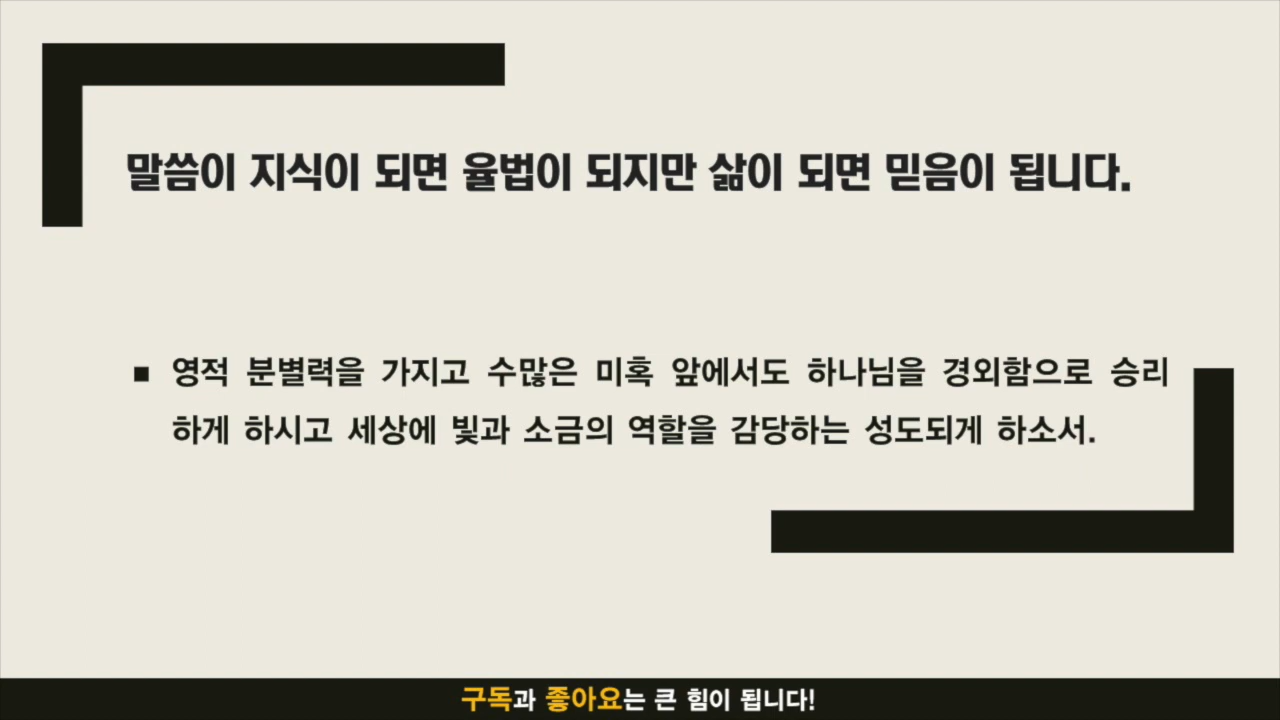 말씀이 지식이 되면 율법이 되지만 삶이 되면 믿음이 됩니다.
■ 영적 분별력을 가지고 수많은 미혹 앞에서도 하나님을 경외함으로 승리
하게 하시고 세상에 빛과 소금의 역할을 감당하는 성도되게 하소서.
구독과 좋아요는 큰 힘이 됩니다!